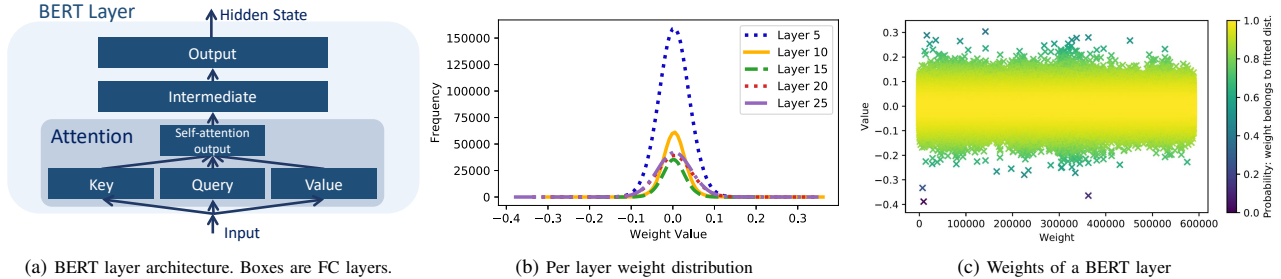 BERT Layer
Hidden State
Output
Intermediate
Attention
Self-attention
output
Key
Query
Value
Input
(a) BERT layer architecture. Boxes are FC layers.
Frequency
150000
125000
100000
75000
50000
25000
0
Layer 5
Layer 10
Layer 15
Layer 20
Layer 25
−0.4
−0.3
−0.2
−0.1
0.0
0.1
0.2
0.3
Weight Value
(b) Per layer weight distribution
Value
0.3
0.2
0.1
0.0
−0.1
−0.2
−0.3
−0.4
0
100000
200000
300000
400000
500000
600000
Weight
1.0
0.8
0.6
0.4
0.2
0.0
Probability: weight belongs to fitted dist.
(c) Weights of a BERT layer